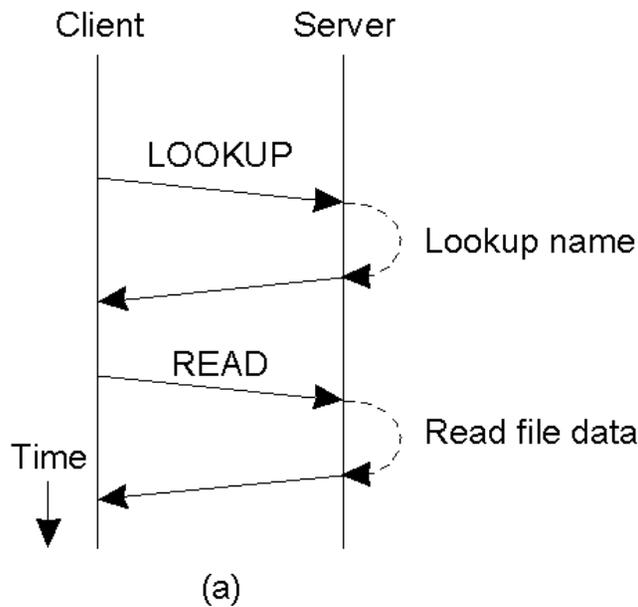 Client
Server
LOOKUP
Lookup name
READ
Read file data
Time
(a)